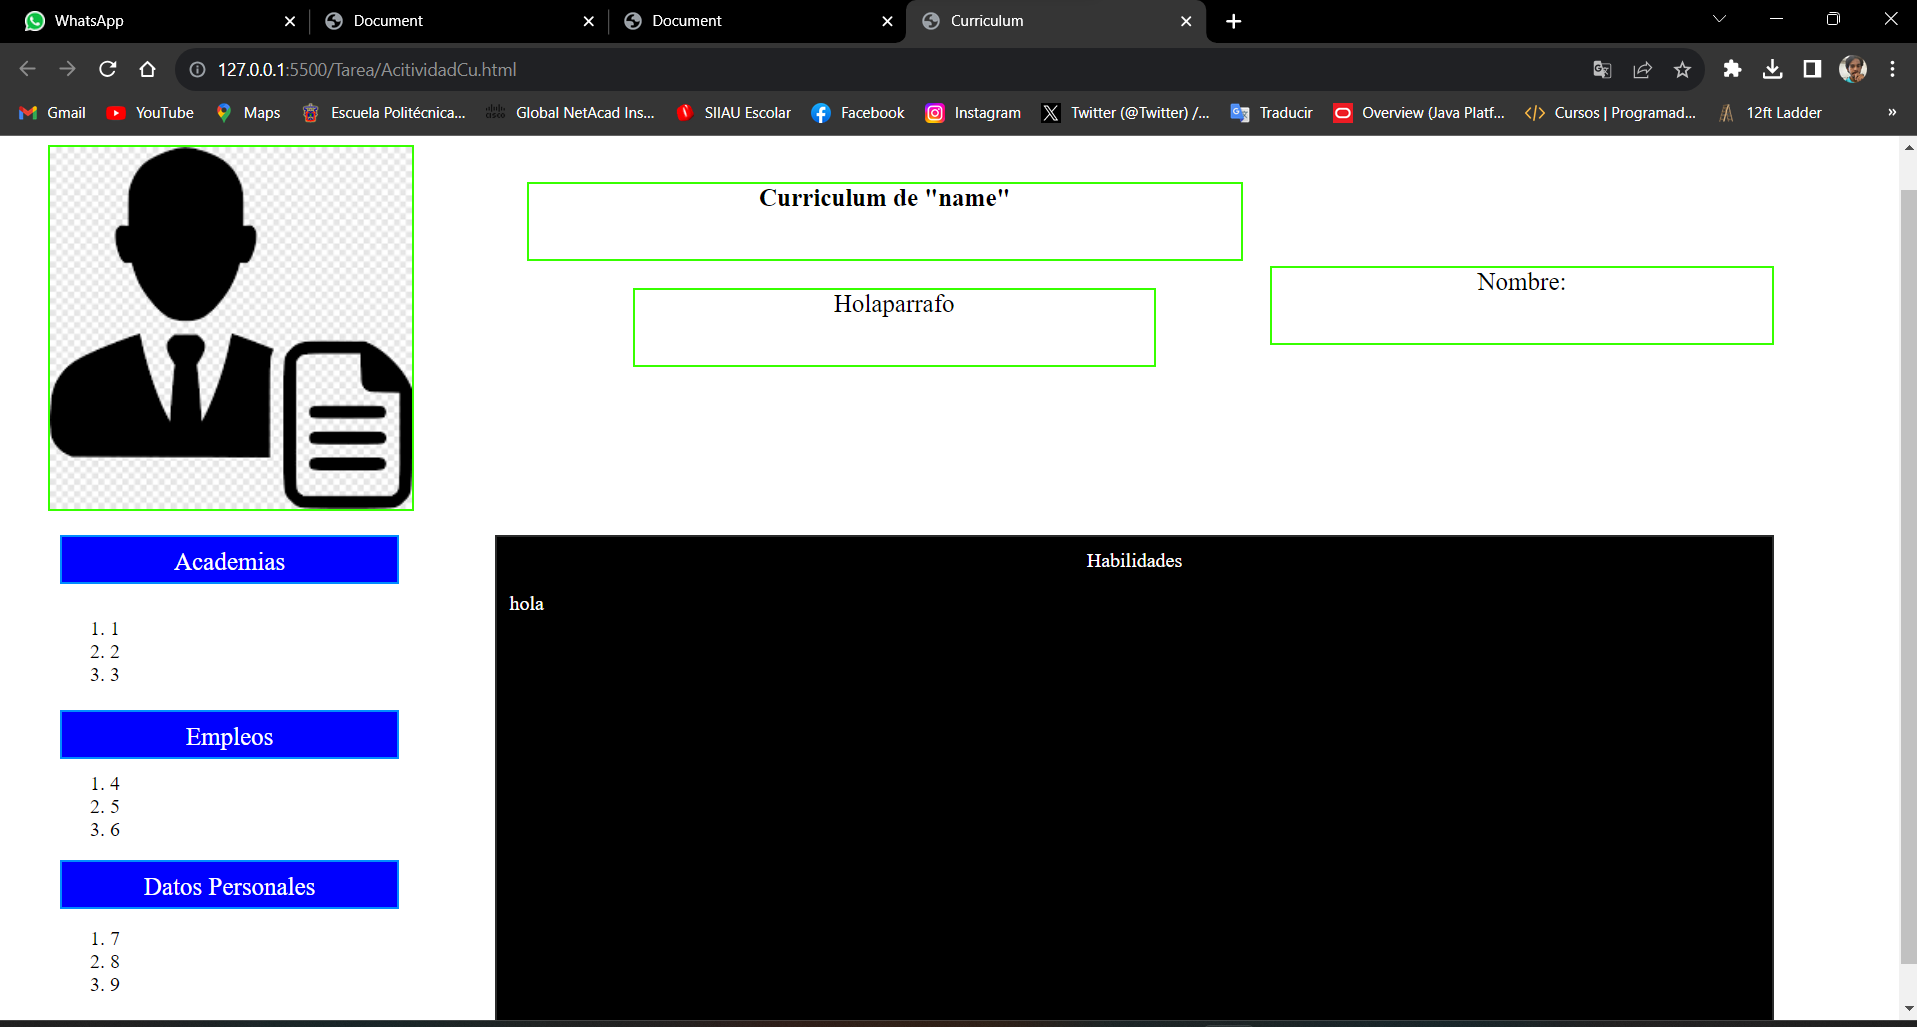 WhatsApp
Document
Document
Curriculum
127.0.0.1:5500/Tarea/AcitividadCu.html
Gmail
YouTube
Maps
Escuela Politécnica...
cisco
Global NetAcad Ins...
SIIAU Escolar
Facebook
Instagram
Twitter (@Twitter) /...
Traducir
Overview (Java Platf...
Cursos | Programad...
12ft Ladder
»
Curriculum de "name"
Nombre:
Holaparrafo
Academias
1. 1
2. 2
3. 3
Empleos
1. 4
2. 5
3. 6
Datos Personales
1. 7
2. 8
3. 9
Habilidades
hola